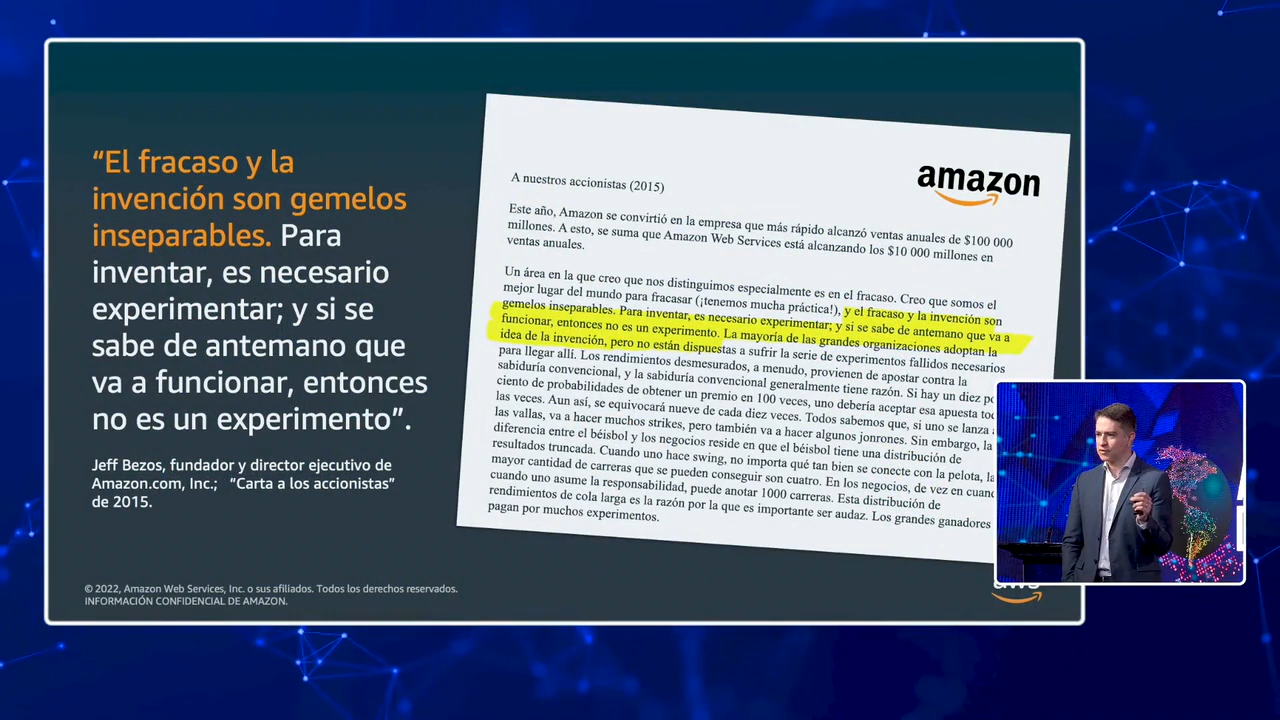 “El fracaso y la
invención son gemelos
inseparables. Para
inventar, es necesario
experimentar; y si se
sabe de antemano que
va a funcionar, entonces
no es un experimento”.
Jeff Bezos, fundador y director ejecutivo de
Amazon.com, Inc.; “Carta a los accionistas”
de 2015.
© 2022, Amazon Web Services, Inc. o sus afiliados. Todos los derechos reservados.
INFORMACIÓN CONFIDENCIAL DE AMAZON.
amazon
A nuestros accionistas (2015)
Este año, Amazon se convirtió en la empresa que más rápido alcanzó ventas anuales de $100 000
millones. A esto, se suma que Amazon Web Services está alcanzando los $10 000 millones en
ventas anuales.
Un área en la que creo que nos distinguimos especialmente es en el fracaso. Creo que somos el
mejor lugar del mundo para fracasar (¡tenemos mucha práctica!), y el fracaso y la invención son
gemelos inseparables. Para inventar, es necesario experimentar; y si se sabe de antemano que va a
funcionar, entonces no es un experimento. La mayoría de las grandes organizaciones adoptan la
idea de la invención, pero no están dispuestas a sufrir la serie de experimentos fallidos necesarios
para llegar allí. Los rendimientos desmesurados, a menudo, provienen de apostar contra la
sabiduría convencional, y la sabiduría convencional generalmente tiene razón. Si hay un diez
ciento de probabilidades de obtener un premio en 100 veces, uno debería aceptar esa apuesta
las veces. Aun así, se equivocará nueve de cada diez veces. Todos sabemos que, si uno se lanza
las vallas, va a hacer muchos strikes, pero también va a hacer algunos jonrones. Sin embargo, la
diferencia entre el béisbol y los negocios reside en que el béisbol tiene una distribución de
resultados truncada. Cuando uno hace swing, no importa qué tan bien se conecte con la pelota, la
mayor cantidad de carreras que se pueden conseguir son cuatro. En los negocios, de vez en
cuando uno asume la responsabilidad, puede anotar 1000 carreras. Esta distribución de
rendimientos de cola larga es la razón por la que es importante ser audaz. Los grandes ganadores
pagan por muchos experimentos.
aws